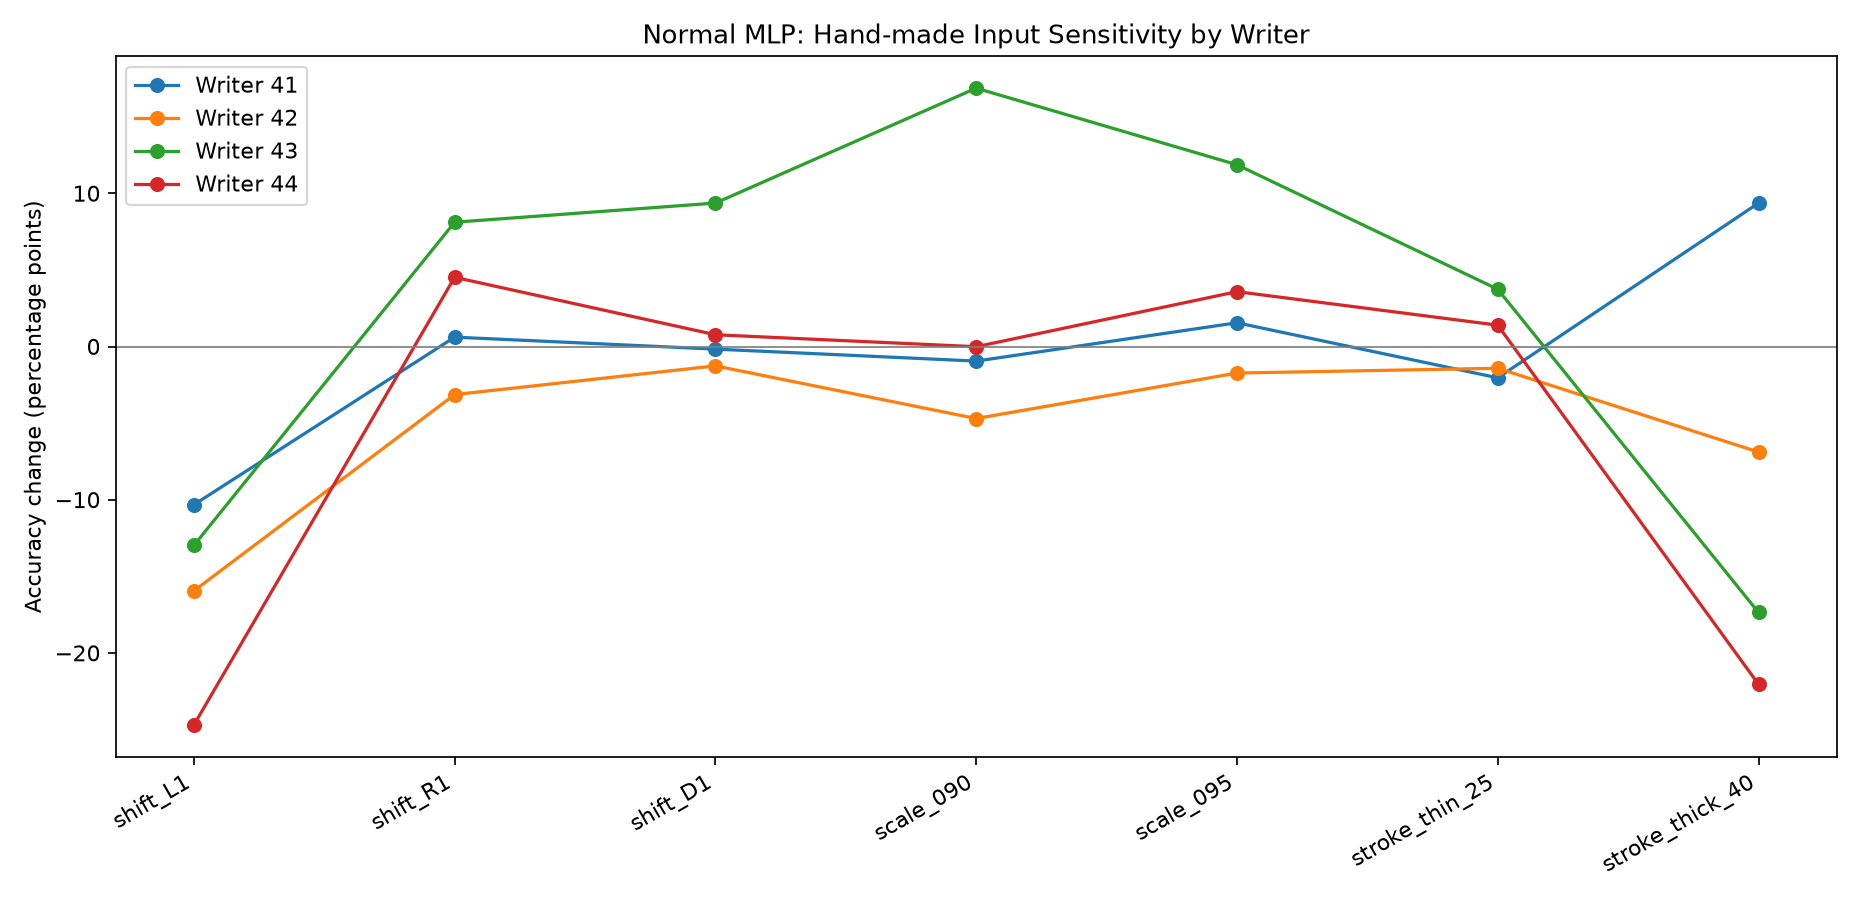 Normal MLP: Hand-made Input Sensitivity by Writer
Writer 41
Writer 42
Writer 43
Writer 44
Accuracy change (percentage points)
10
0
−10
−20
shift_L1
shift_R1
shift_D1
scale_090
scale_095
stroke_thin_25
stroke_thick_40